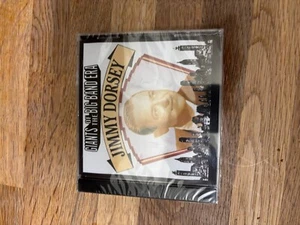 GIANTS OF THE BIG BAND ERA
JIMMY DORSEY